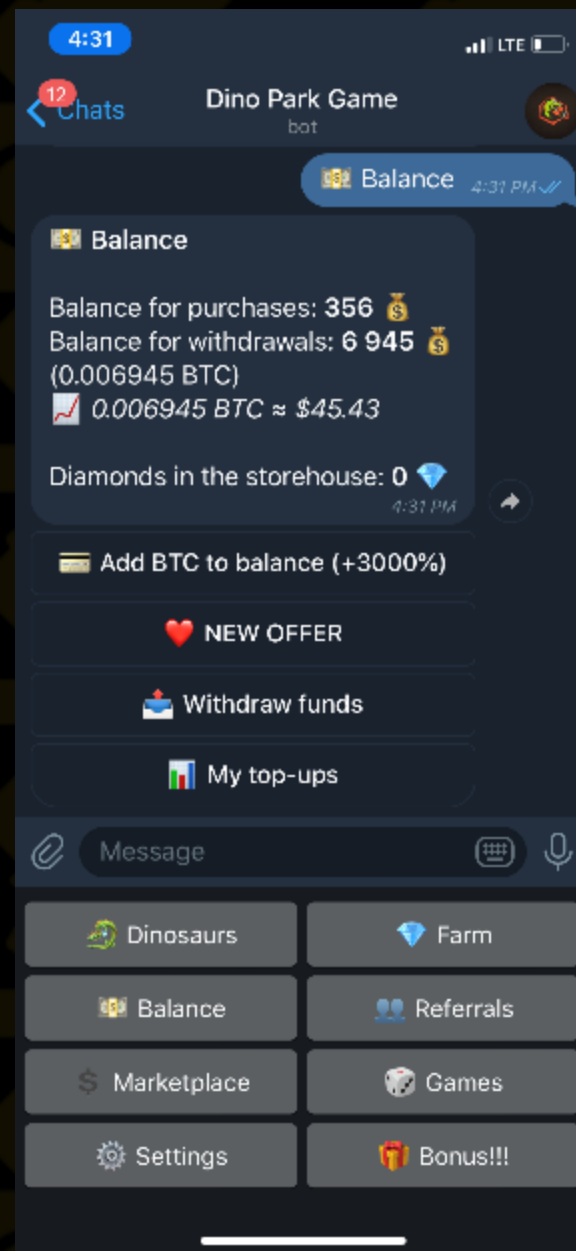 4:31
LTE
12
Chats
Dino Park Game
bot
💵 Balance 4:31 PM
💵 Balance
Balance for purchases: 356 💰
Balance for withdrawals: 6 945 💰
(0.006945 BTC)
📈 0.006945 BTC ≈ $45.43
Diamonds in the storehouse: 0 💎
4:31 PM
💳 Add BTC to balance (+3000%)
❤️ NEW OFFER
📤 Withdraw funds
📊 My top-ups
Message
🦖 Dinosaurs
💎 Farm
💵 Balance
👥 Referrals
💲 Marketplace
🎲 Games
⚙️ Settings
🎁 Bonus!!!